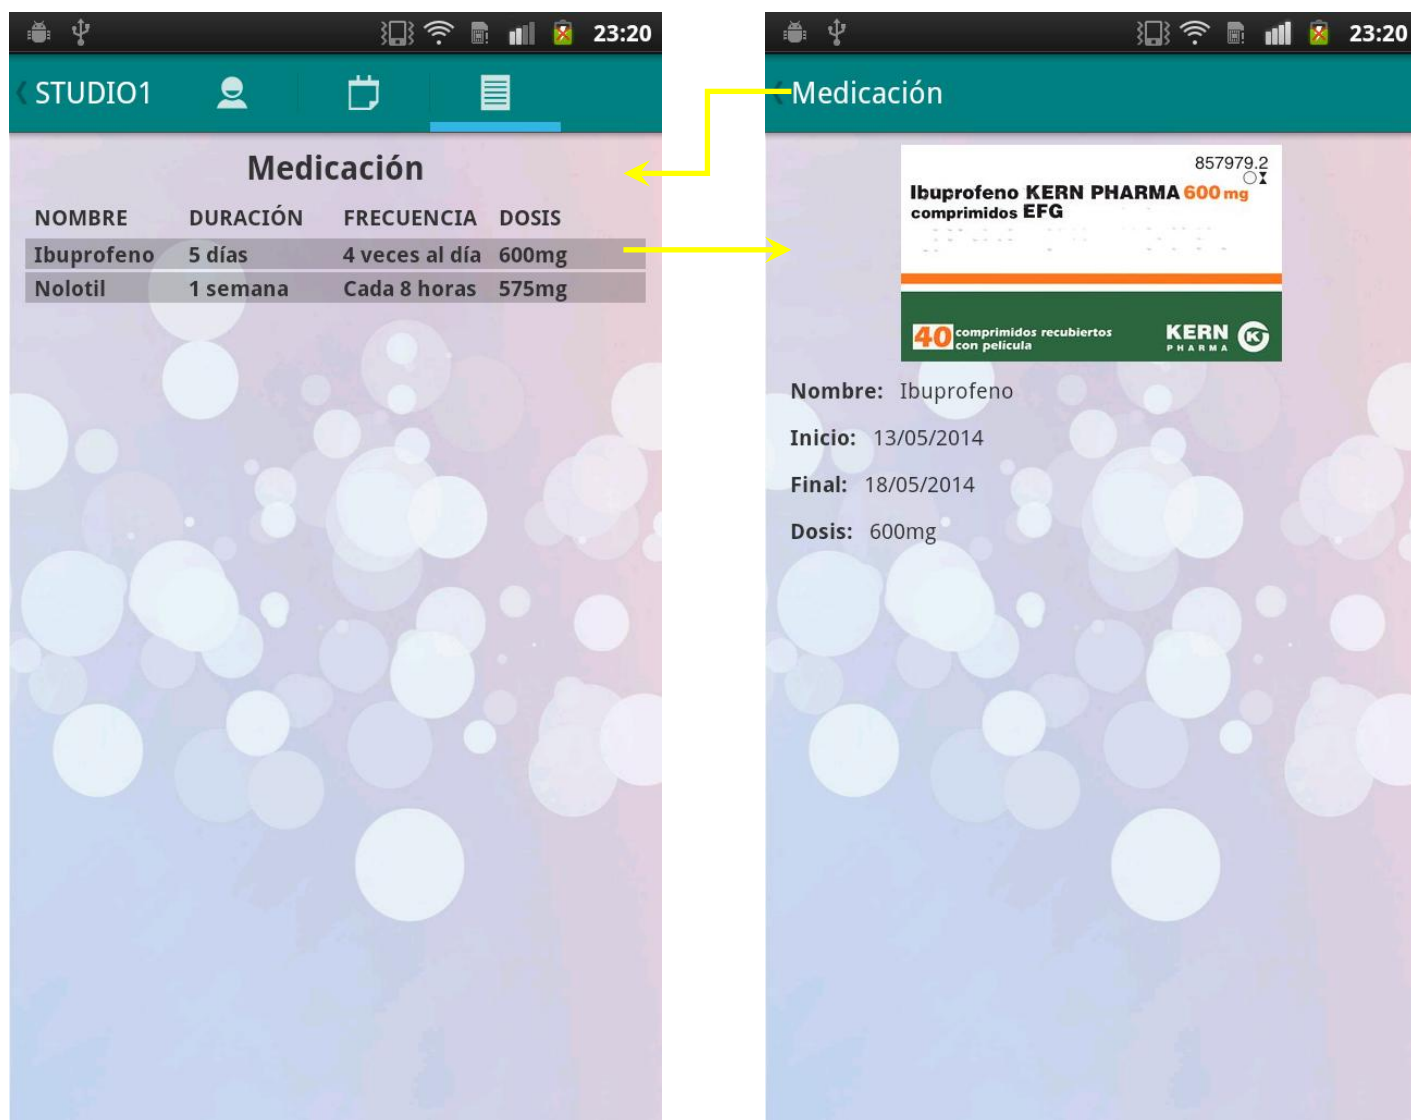 23:20
STUDIO1
Medicación
NOMBRE DURACIÓN FRECUENCIA DOSIS
Ibuprofeno 5 días 4 veces al día 600mg
Nolotil 1 semana Cada 8 horas 575mg
23:20
Medicación
857979.2
Ibuprofeno KERN PHARMA 600 mg
comprimidos EFG
40 comprimidos recubiertos
con película
KERN
PHARMA
K
Nombre: Ibuprofeno
Inicio: 13/05/2014
Final: 18/05/2014
Dosis: 600mg